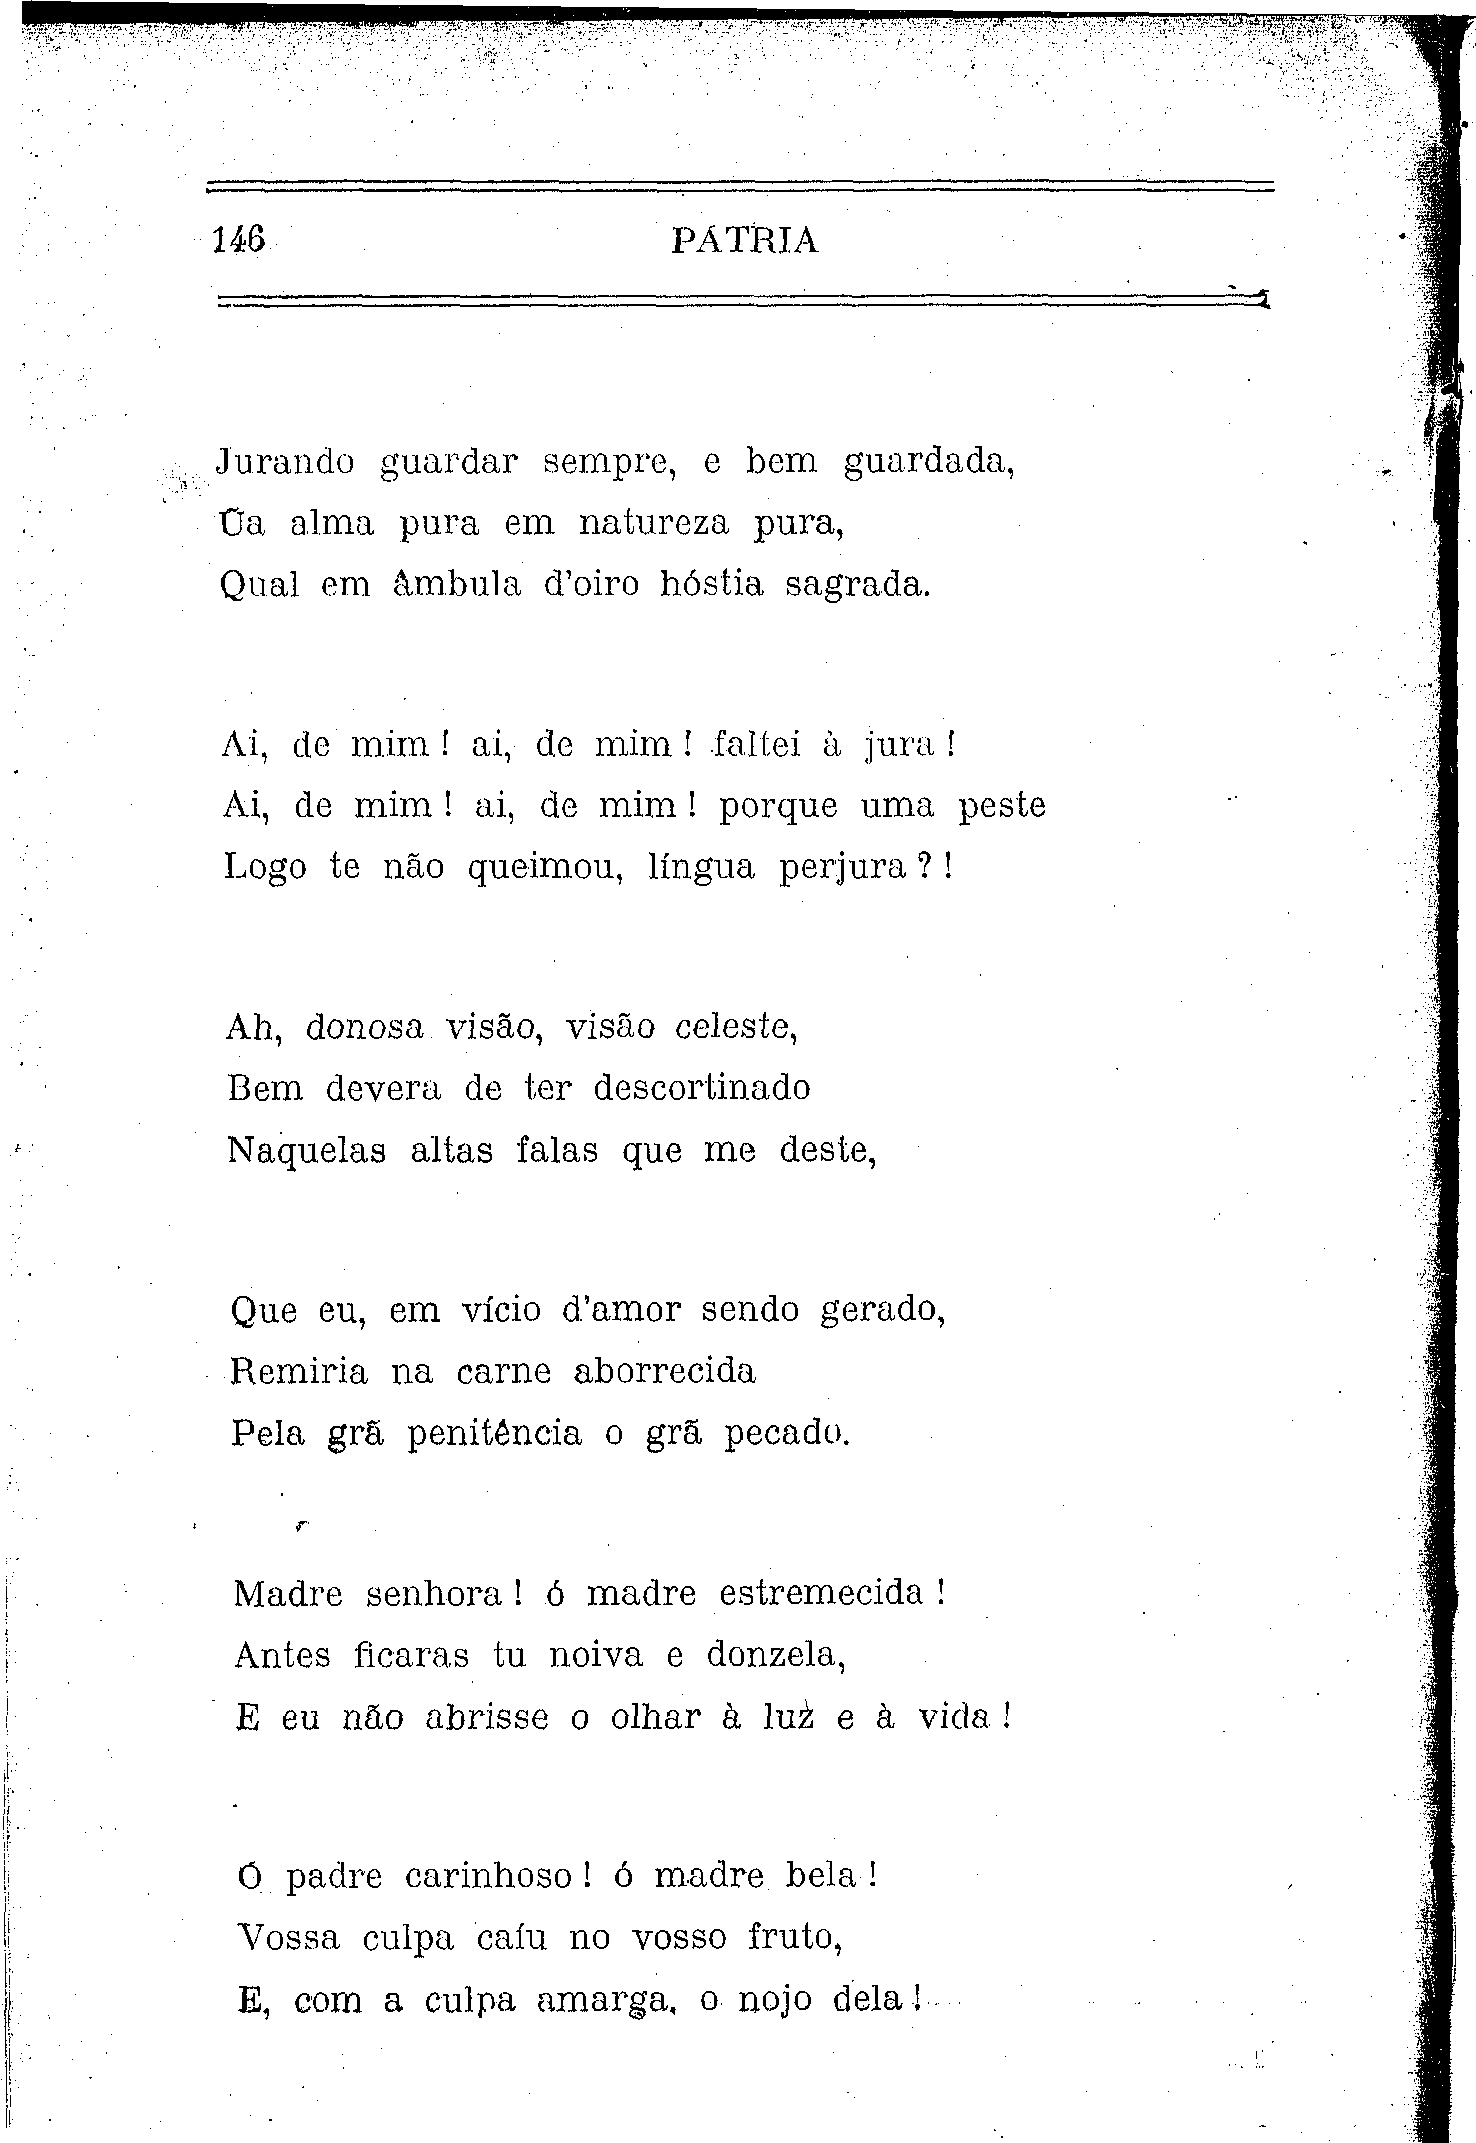 146 PÁTRIA
Jurando guardar sempre, e bem guardada,
Ũa alma pura em natureza pura,
Qual em âmbula d'oiro hóstia sagrada.
Ai, de mim! ai, de mim! faltei à jura!
Ai, de mim! ai, de mim! porque uma peste
Logo te não queimou, língua perjura?!
Ah, donosa visão, visão celeste,
Bem devera de ter descortinado
Naquelas altas falas que me deste,
Que eu, em vício d'amor sendo gerado,
Remiria na carne aborrecida
Pela grã penitência o grã pecado.
Madre senhora! ó madre estremecida!
Antes ficaras tu noiva e donzela,
E eu não abrisse o olhar à luz e à vida!
Ó padre carinhoso! ó madre bela!
Vossa culpa caíu no vosso fruto,
E, com a culpa amarga, o nojo dela!